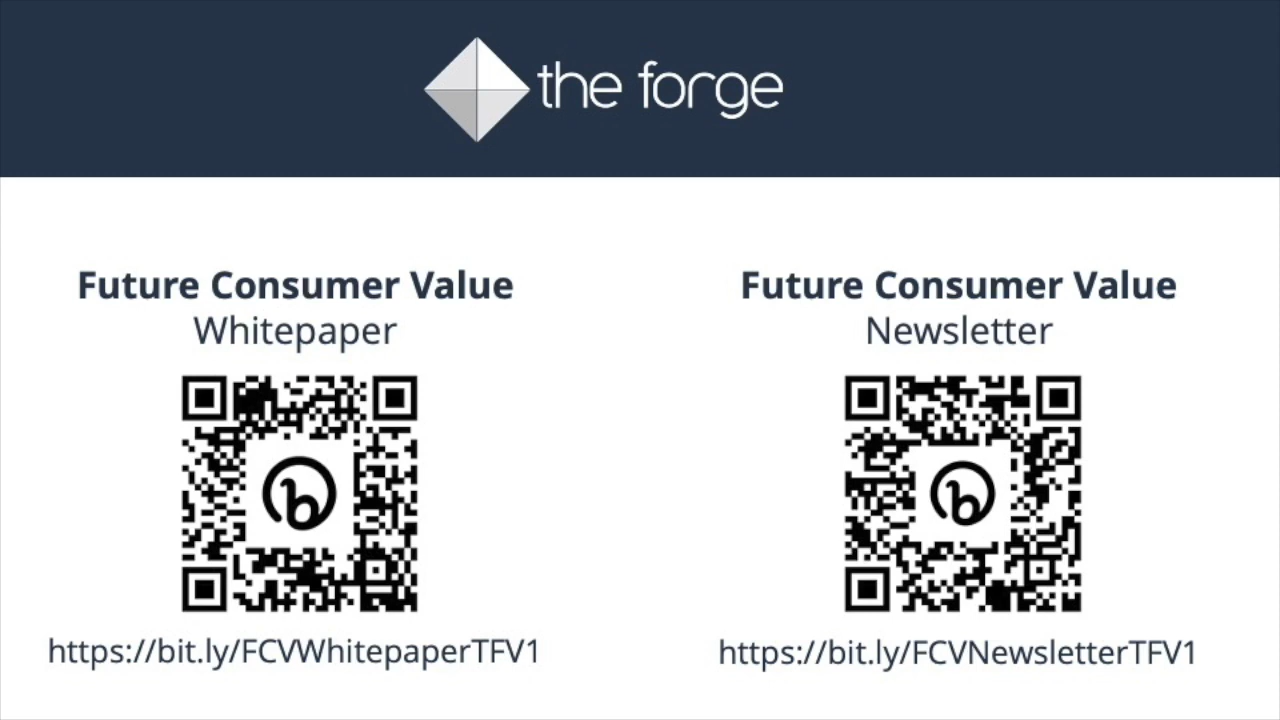 the forge
Future Consumer Value
Whitepaper
https://bit.ly/FCVWhitepaperTFV1
Future Consumer Value
Newsletter
https://bit.ly/FCVNewsletterTFV1